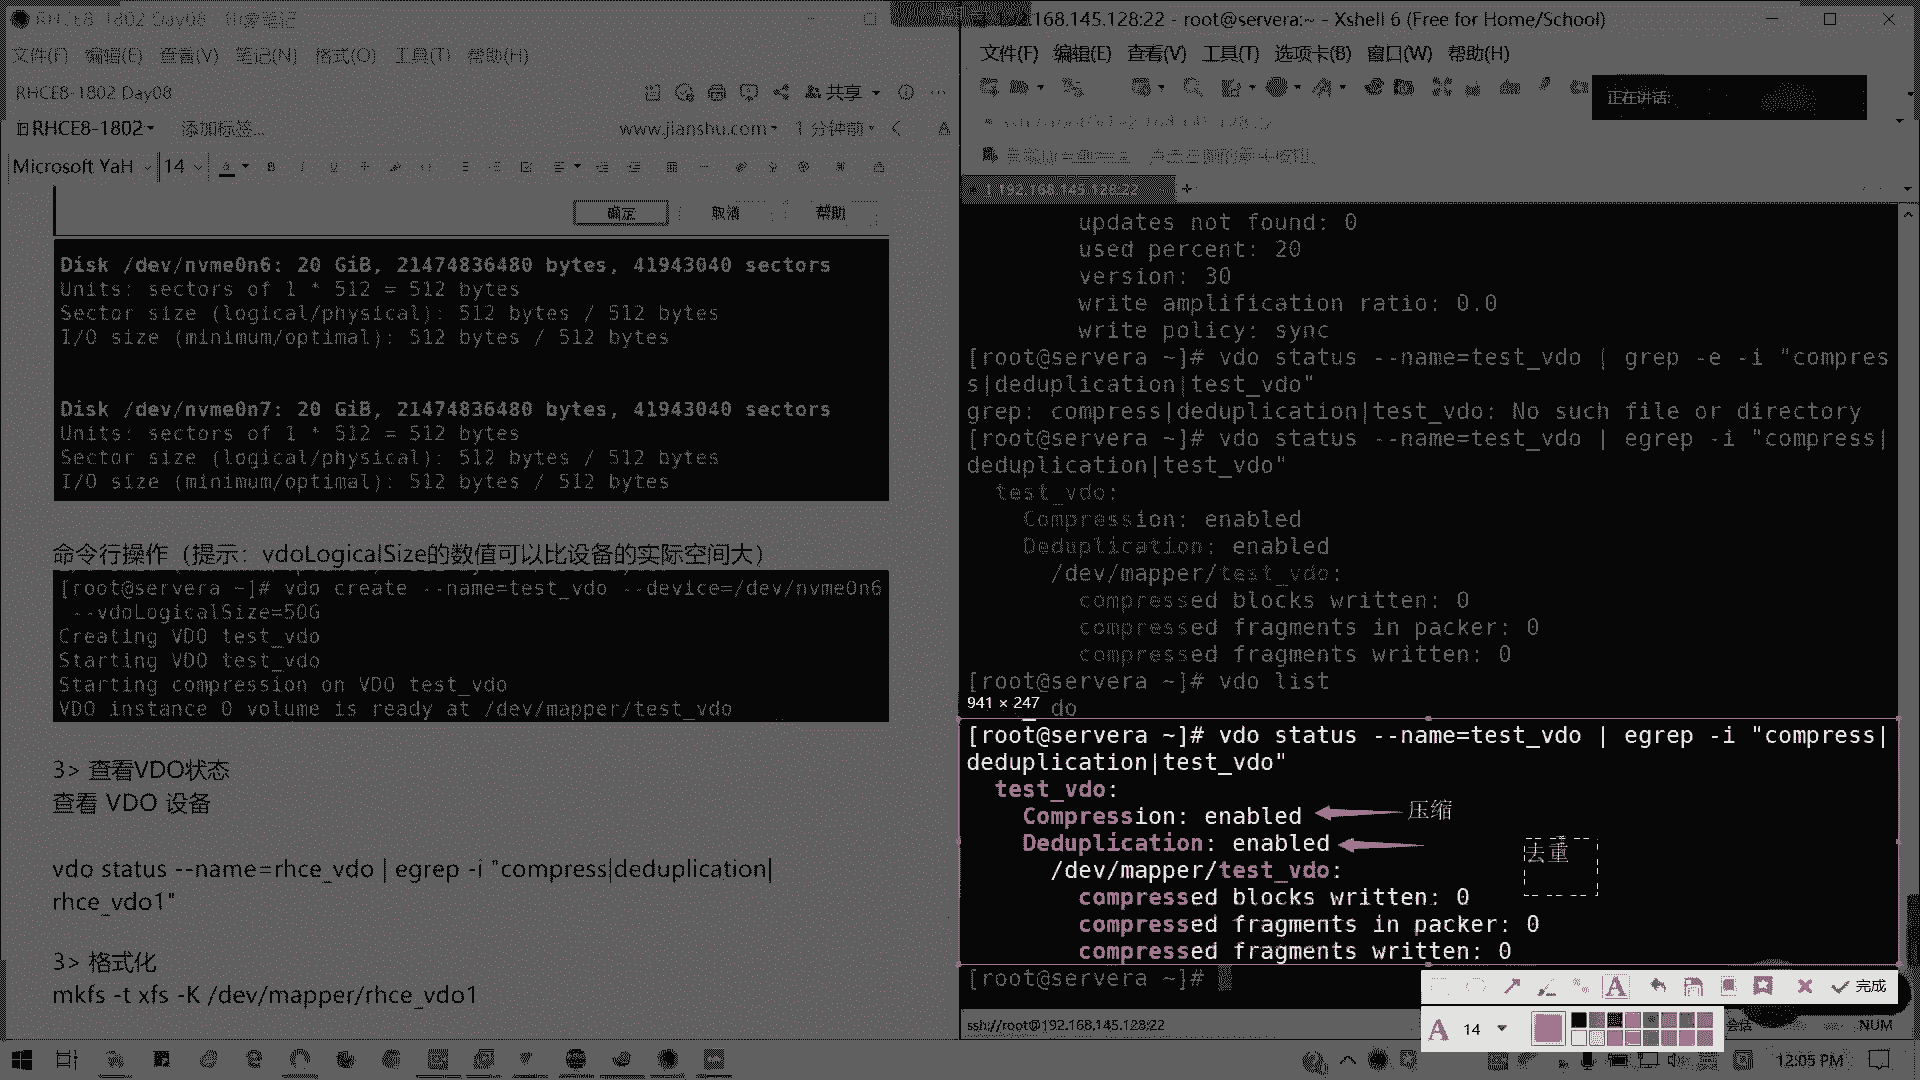 RHCE8-1802 Day08 - 印象笔记
文件(F) 编辑(E) 查看(V) 笔记(N) 格式(O) 工具(T) 帮助(H)
RHCE8-1802 Day08
共享
RHCE8-1802
添加标签...
www.jianshu.com
1 分钟前
Microsoft YaH
14
确定 取消 帮助
Disk /dev/nvme0n6: 20 GiB, 21474836480 bytes, 41943040 sectors
Units: sectors of 1 * 512 = 512 bytes
Sector size (logical/physical): 512 bytes / 512 bytes
I/O size (minimum/optimal): 512 bytes / 512 bytes
Disk /dev/nvme0n7: 20 GiB, 21474836480 bytes, 41943040 sectors
Units: sectors of 1 * 512 = 512 bytes
Sector size (logical/physical): 512 bytes / 512 bytes
I/O size (minimum/optimal): 512 bytes / 512 bytes
命令行操作（提示：vdoLogicalSize的数值可以比设备的实际空间大）
[root@servera ~]# vdo create --name=test_vdo --device=/dev/nvme0n6
--vdoLogicalSize=50G
Creating VDO test_vdo
Starting VDO test_vdo
Starting compression on VDO test_vdo
VDO instance 0 volume is ready at /dev/mapper/test_vdo
3> 查看VDO状态
查看 VDO 设备
vdo status --name=rhce_vdo | egrep -i "compress|deduplication|
rhce_vdo1"
3> 格式化
mkfs -t xfs -K /dev/mapper/rhce_vdo1
.168.145.128:22 - root@servera:~ - Xshell 6 (Free for Home/School)
文件(F) 编辑(E) 查看(V) 工具(T) 选项卡(B) 窗口(W) 帮助(H)
正在讲话:
1 192.168.145.128:22
updates not found: 0
used percent: 20
version: 30
write amplification ratio: 0.0
write policy: sync
[root@servera ~]# vdo status --name=test_vdo | grep -e -i "compres
s|deduplication|test_vdo"
grep: compress|deduplication|test_vdo: No such file or directory
[root@servera ~]# vdo status --name=test_vdo | egrep -i "compress|
deduplication|test_vdo"
test_vdo:
Compression: enabled
Deduplication: enabled
/dev/mapper/test_vdo:
compressed blocks written: 0
compressed fragments in packer: 0
compressed fragments written: 0
[root@servera ~]# vdo list
941 × 247
do
[root@servera ~]# vdo status --name=test_vdo | egrep -i "compress|
deduplication|test_vdo"
test_vdo:
Compression: enabled
压缩
Deduplication: enabled
去重
/dev/mapper/test_vdo:
compressed blocks written: 0
compressed fragments in packer: 0
compressed fragments written: 0
[root@servera ~]#
完成
ssh://root@192.168.145.128:22
A 14
会话
NUM
12:05 PM